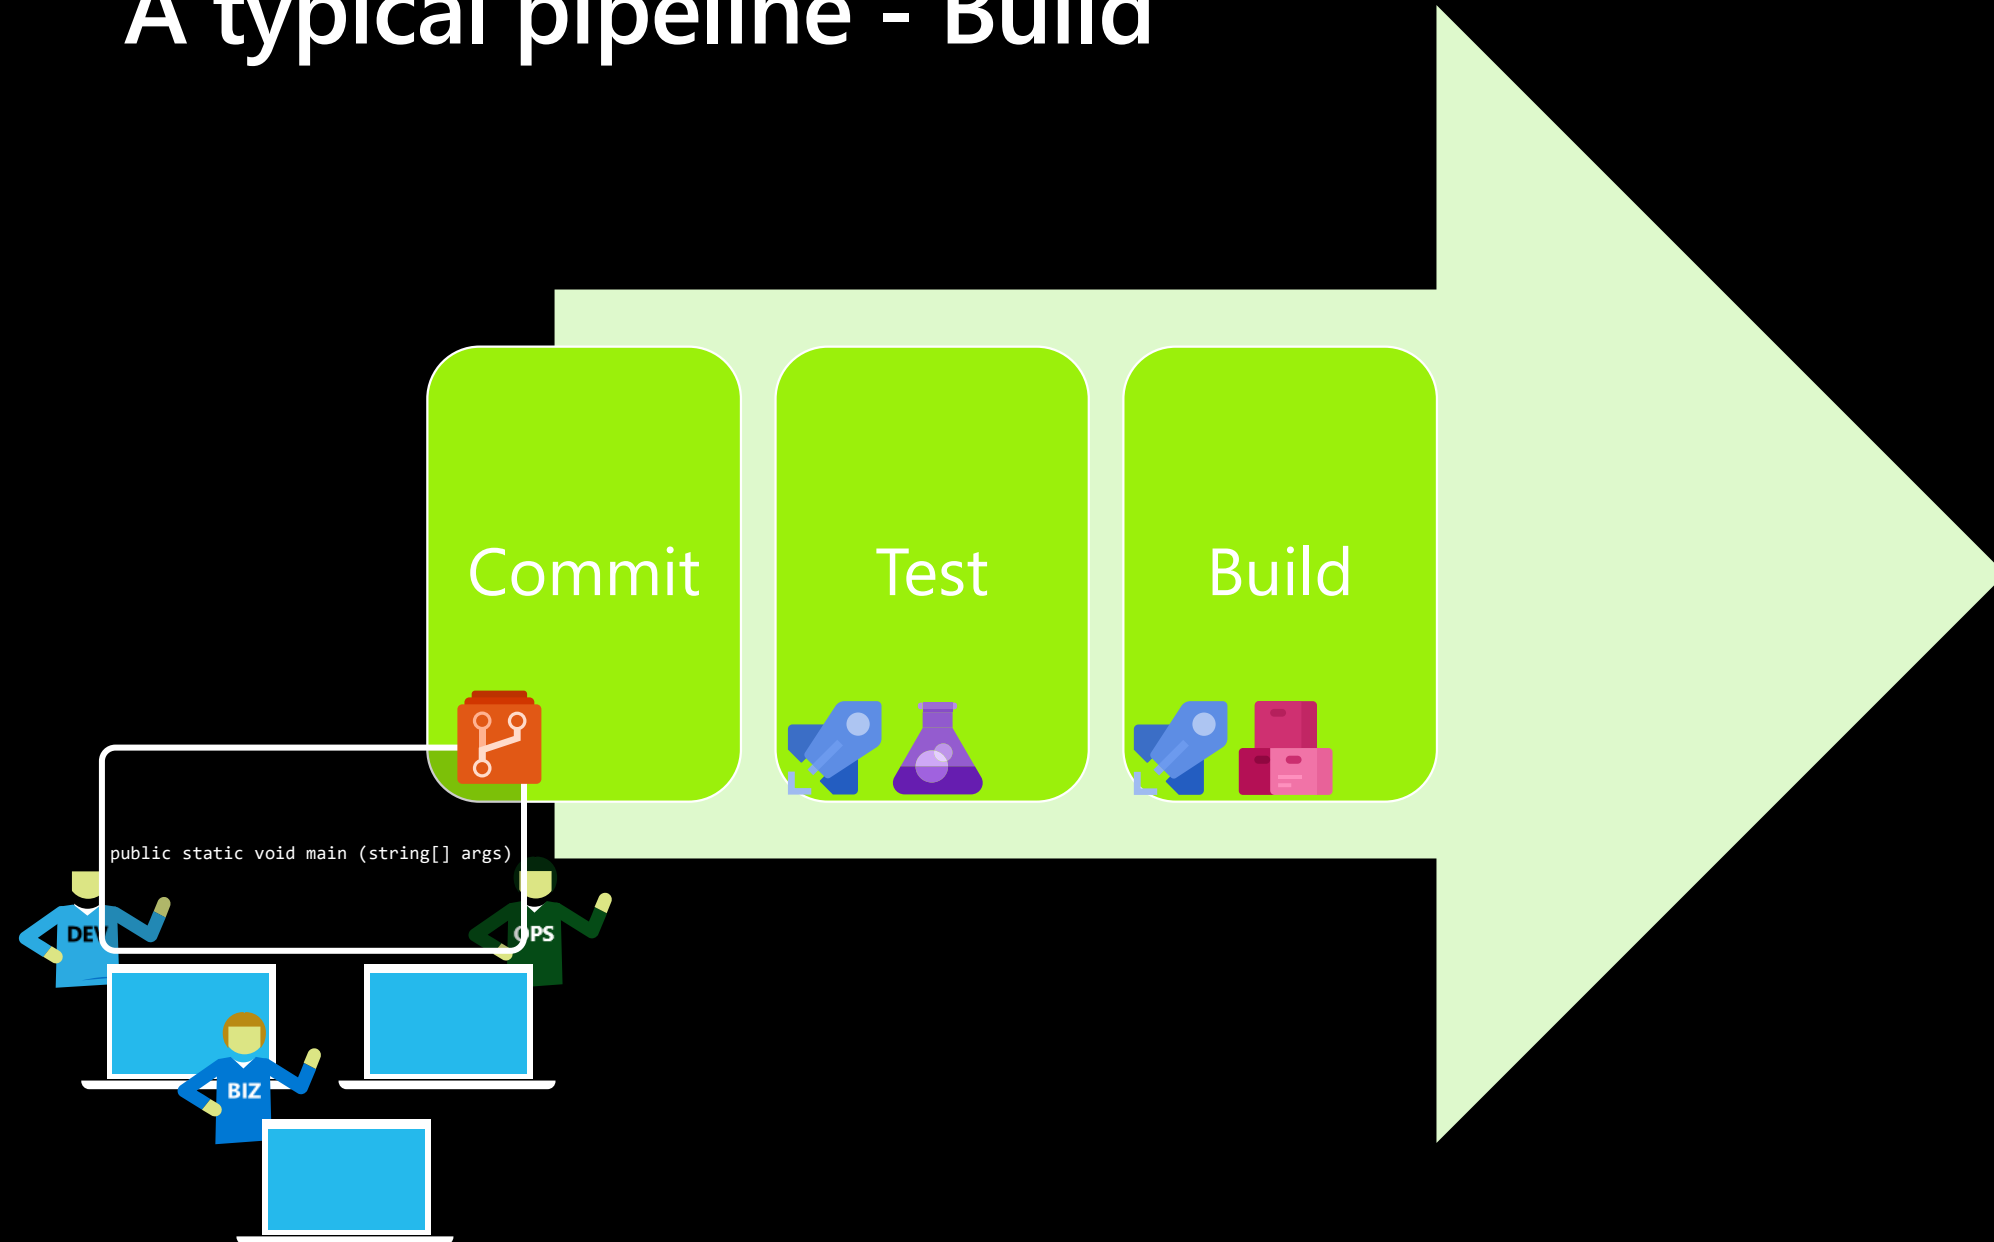 A typical pipeline - Build
Commit
Test
Build
public static void main (string[] args)
DEV
OPS
BIZ